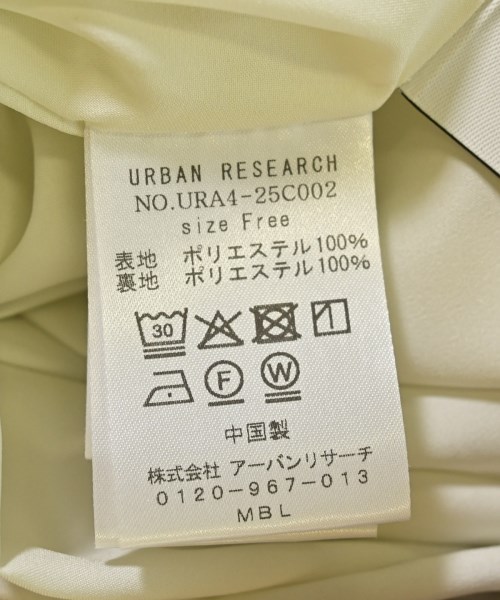 URBAN RESEARCH
NO.URA4-25C002
size Free
表地 ポリエステル100%
裏地 ポリエステル100%
30
F W
中国製
株式会社 アーバンリサーチ
0120-967-013
MBL